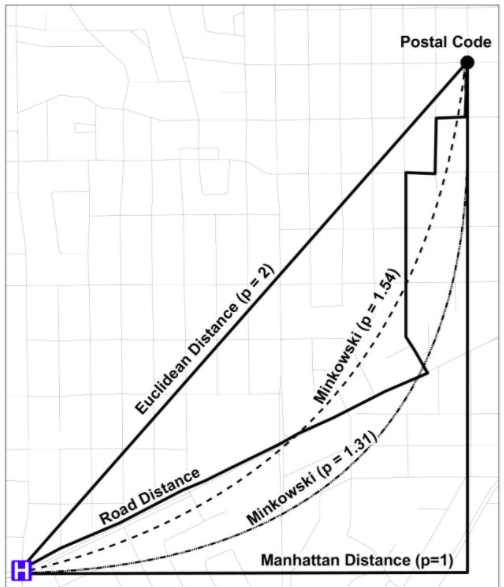 Postal Code
Euclidean Distance (p = 2)
Minkowski (p = 1.54)
Road Distance
Minkowski (p = 1.31)
Manhattan Distance (p=1)
H